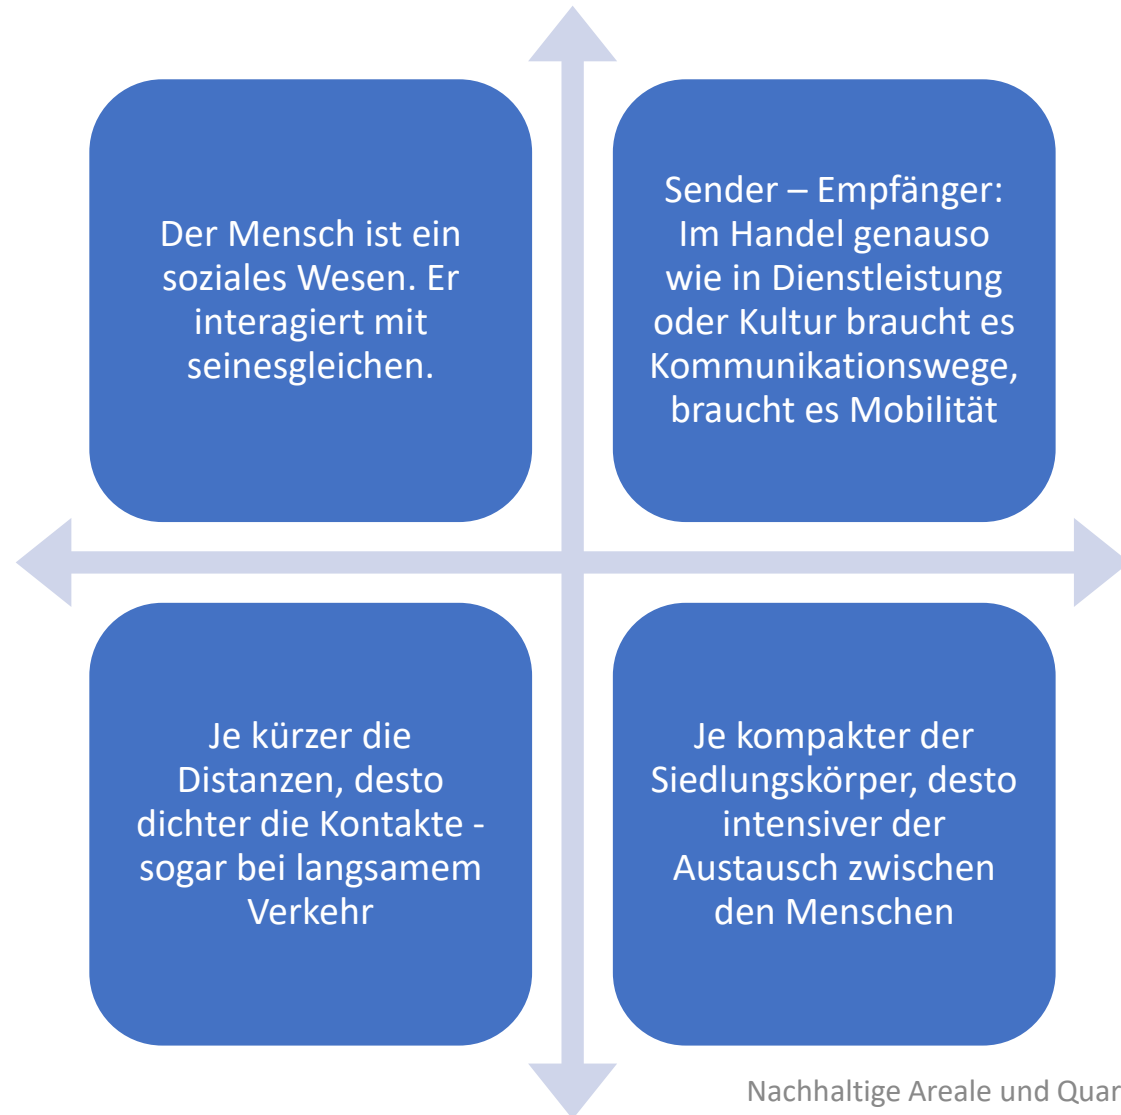 Der Mensch ist ein
soziales Wesen. Er
interagiert mit
seinesgleichen.
Sender – Empfänger:
Im Handel genauso
wie in Dienstleistung
oder Kultur braucht es
Kommunikationswege,
braucht es Mobilität
Je kürzer die
Distanzen, desto
dichter die Kontakte -
sogar bei langsamem
Verkehr
Je kompakter der
Siedlungskörper, desto
intensiver der
Austausch zwischen
den Menschen
Nachhaltige Areale und Quar